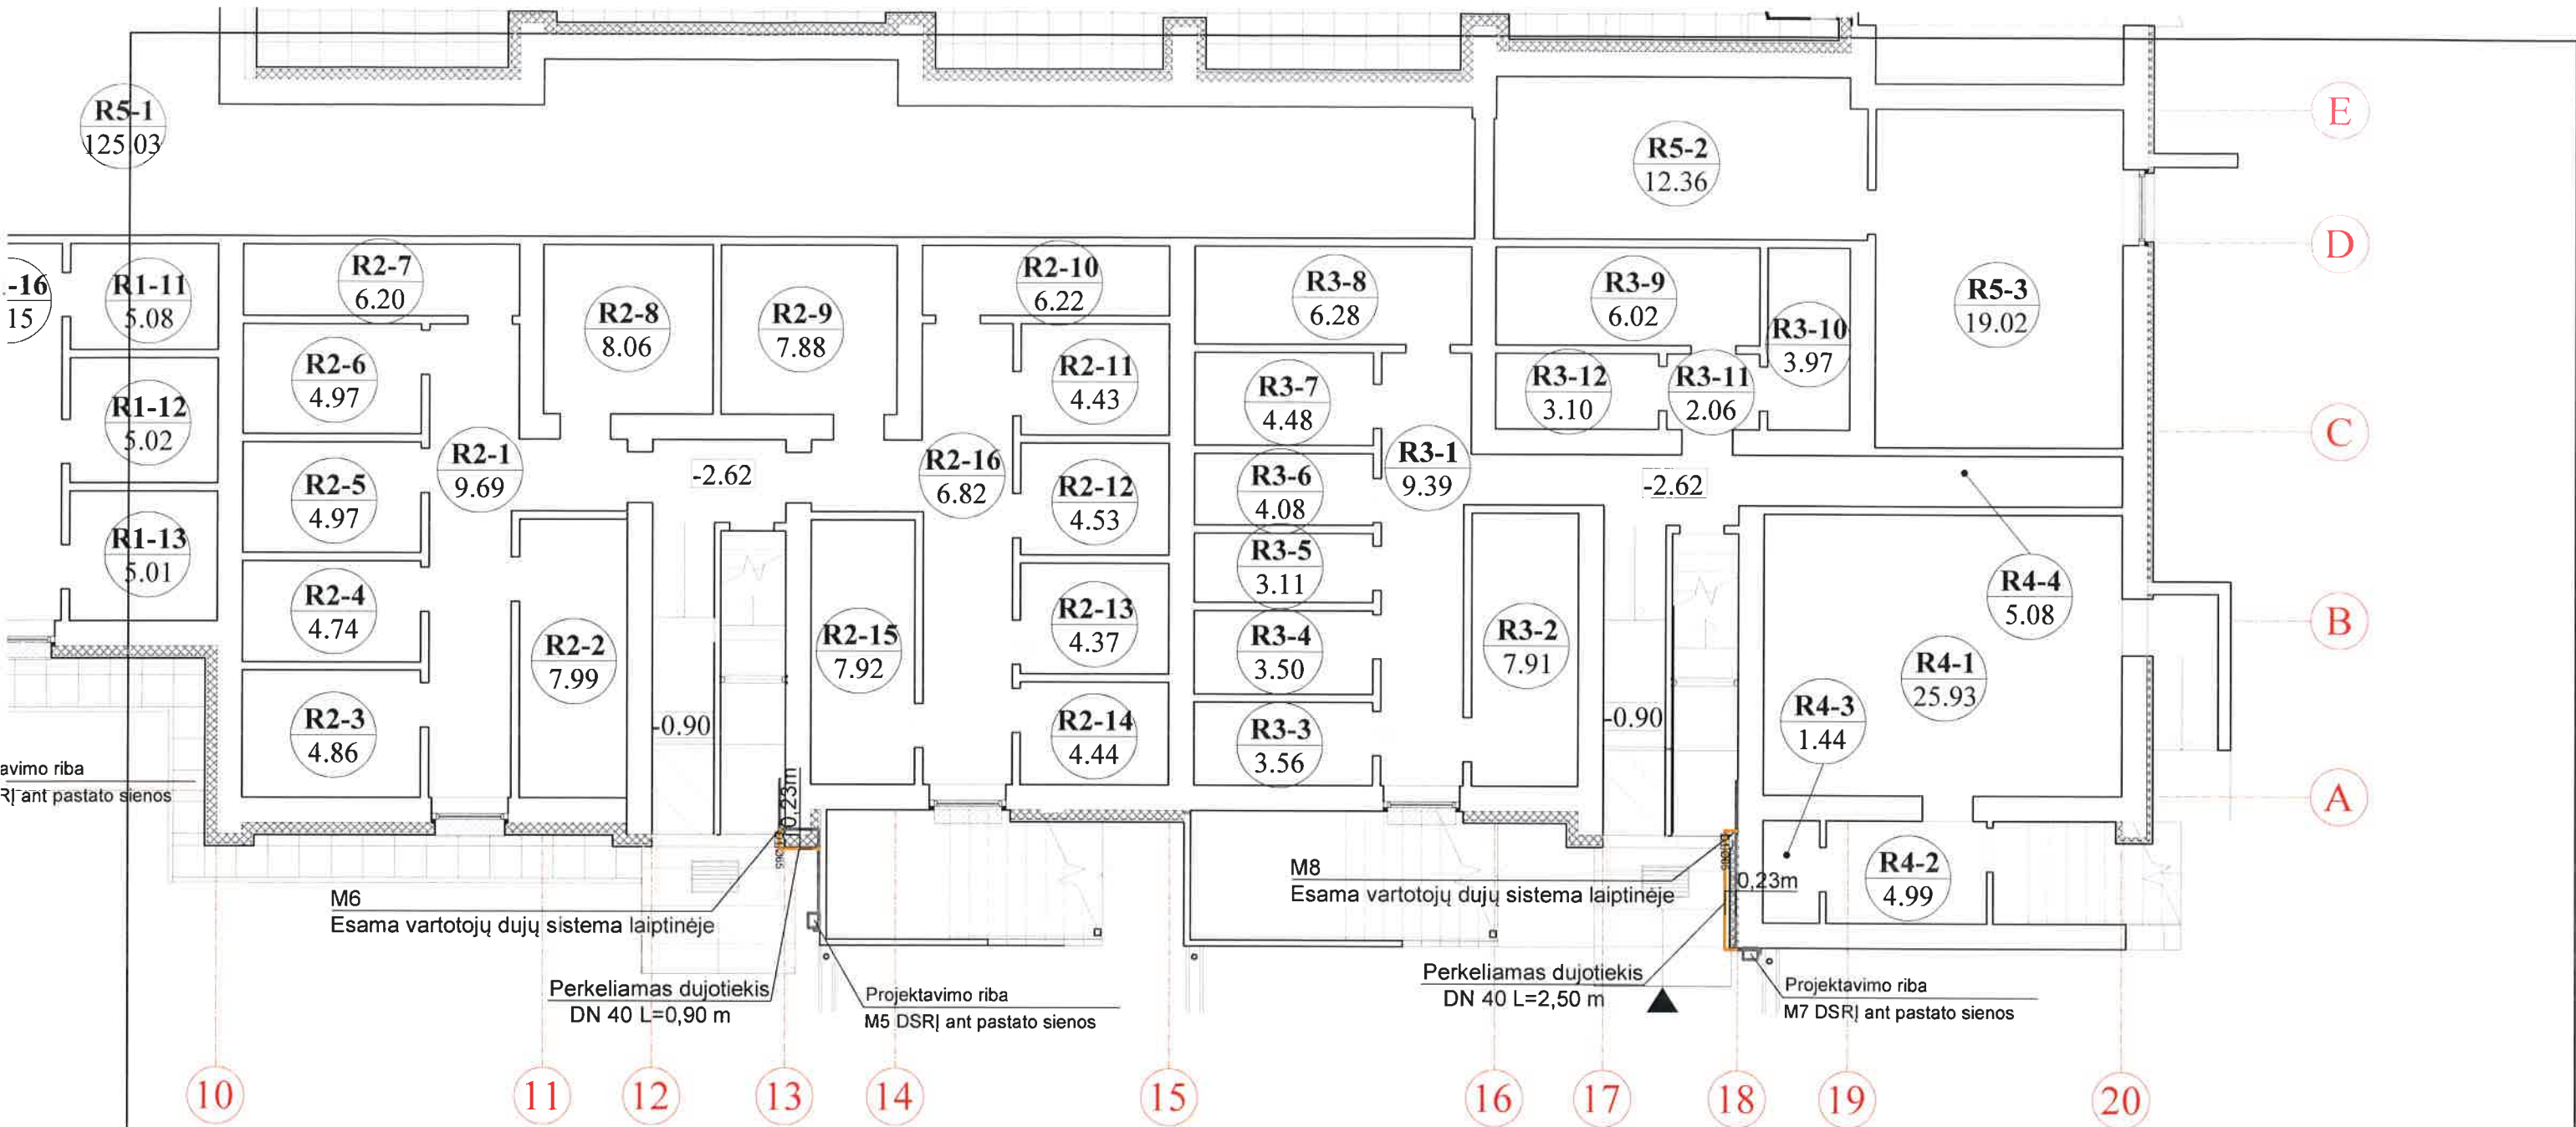 R5-1
125.03
E
R5-2
12.36
D
R2-7
6.20
R2-10
6.22
R3-8
6.28
R3-9
6.02
R5-3
19.02
-16
15
R1-11
5.08
R2-8
8.06
R2-9
7.88
R3-10
3.97
R2-6
4.97
R2-11
4.43
R3-7
4.48
R3-12
3.10
R3-11
2.06
R1-12
5.02
C
R2-1
9.69
-2.62
R2-16
6.82
R3-1
9.39
-2.62
R2-5
4.97
R2-12
4.53
R3-6
4.08
R1-13
5.01
R3-5
3.11
R4-4
5.08
R2-4
4.74
R2-13
4.37
B
R2-2
7.99
R2-15
7.92
R3-4
3.50
R3-2
7.91
R4-1
25.93
R2-3
4.86
-0.90
R2-14
4.44
R3-3
3.56
-0.90
R4-3
1.44
avimo riba
RĮ ant pastato sienos
0,23m
A
M6
Esama vartotojų dujų sistema laiptinėje
M8
Esama vartotojų dujų sistema laiptinėje
0,23m
R4-2
4.99
Perkeliamas dujotiekis
DN 40 L=0,90 m
Projektavimo riba
M5 DSRĮ ant pastato sienos
Perkeliamas dujotiekis
DN 40 L=2,50 m
Projektavimo riba
M7 DSRĮ ant pastato sienos
10
11
12
13
14
15
16
17
18
19
20